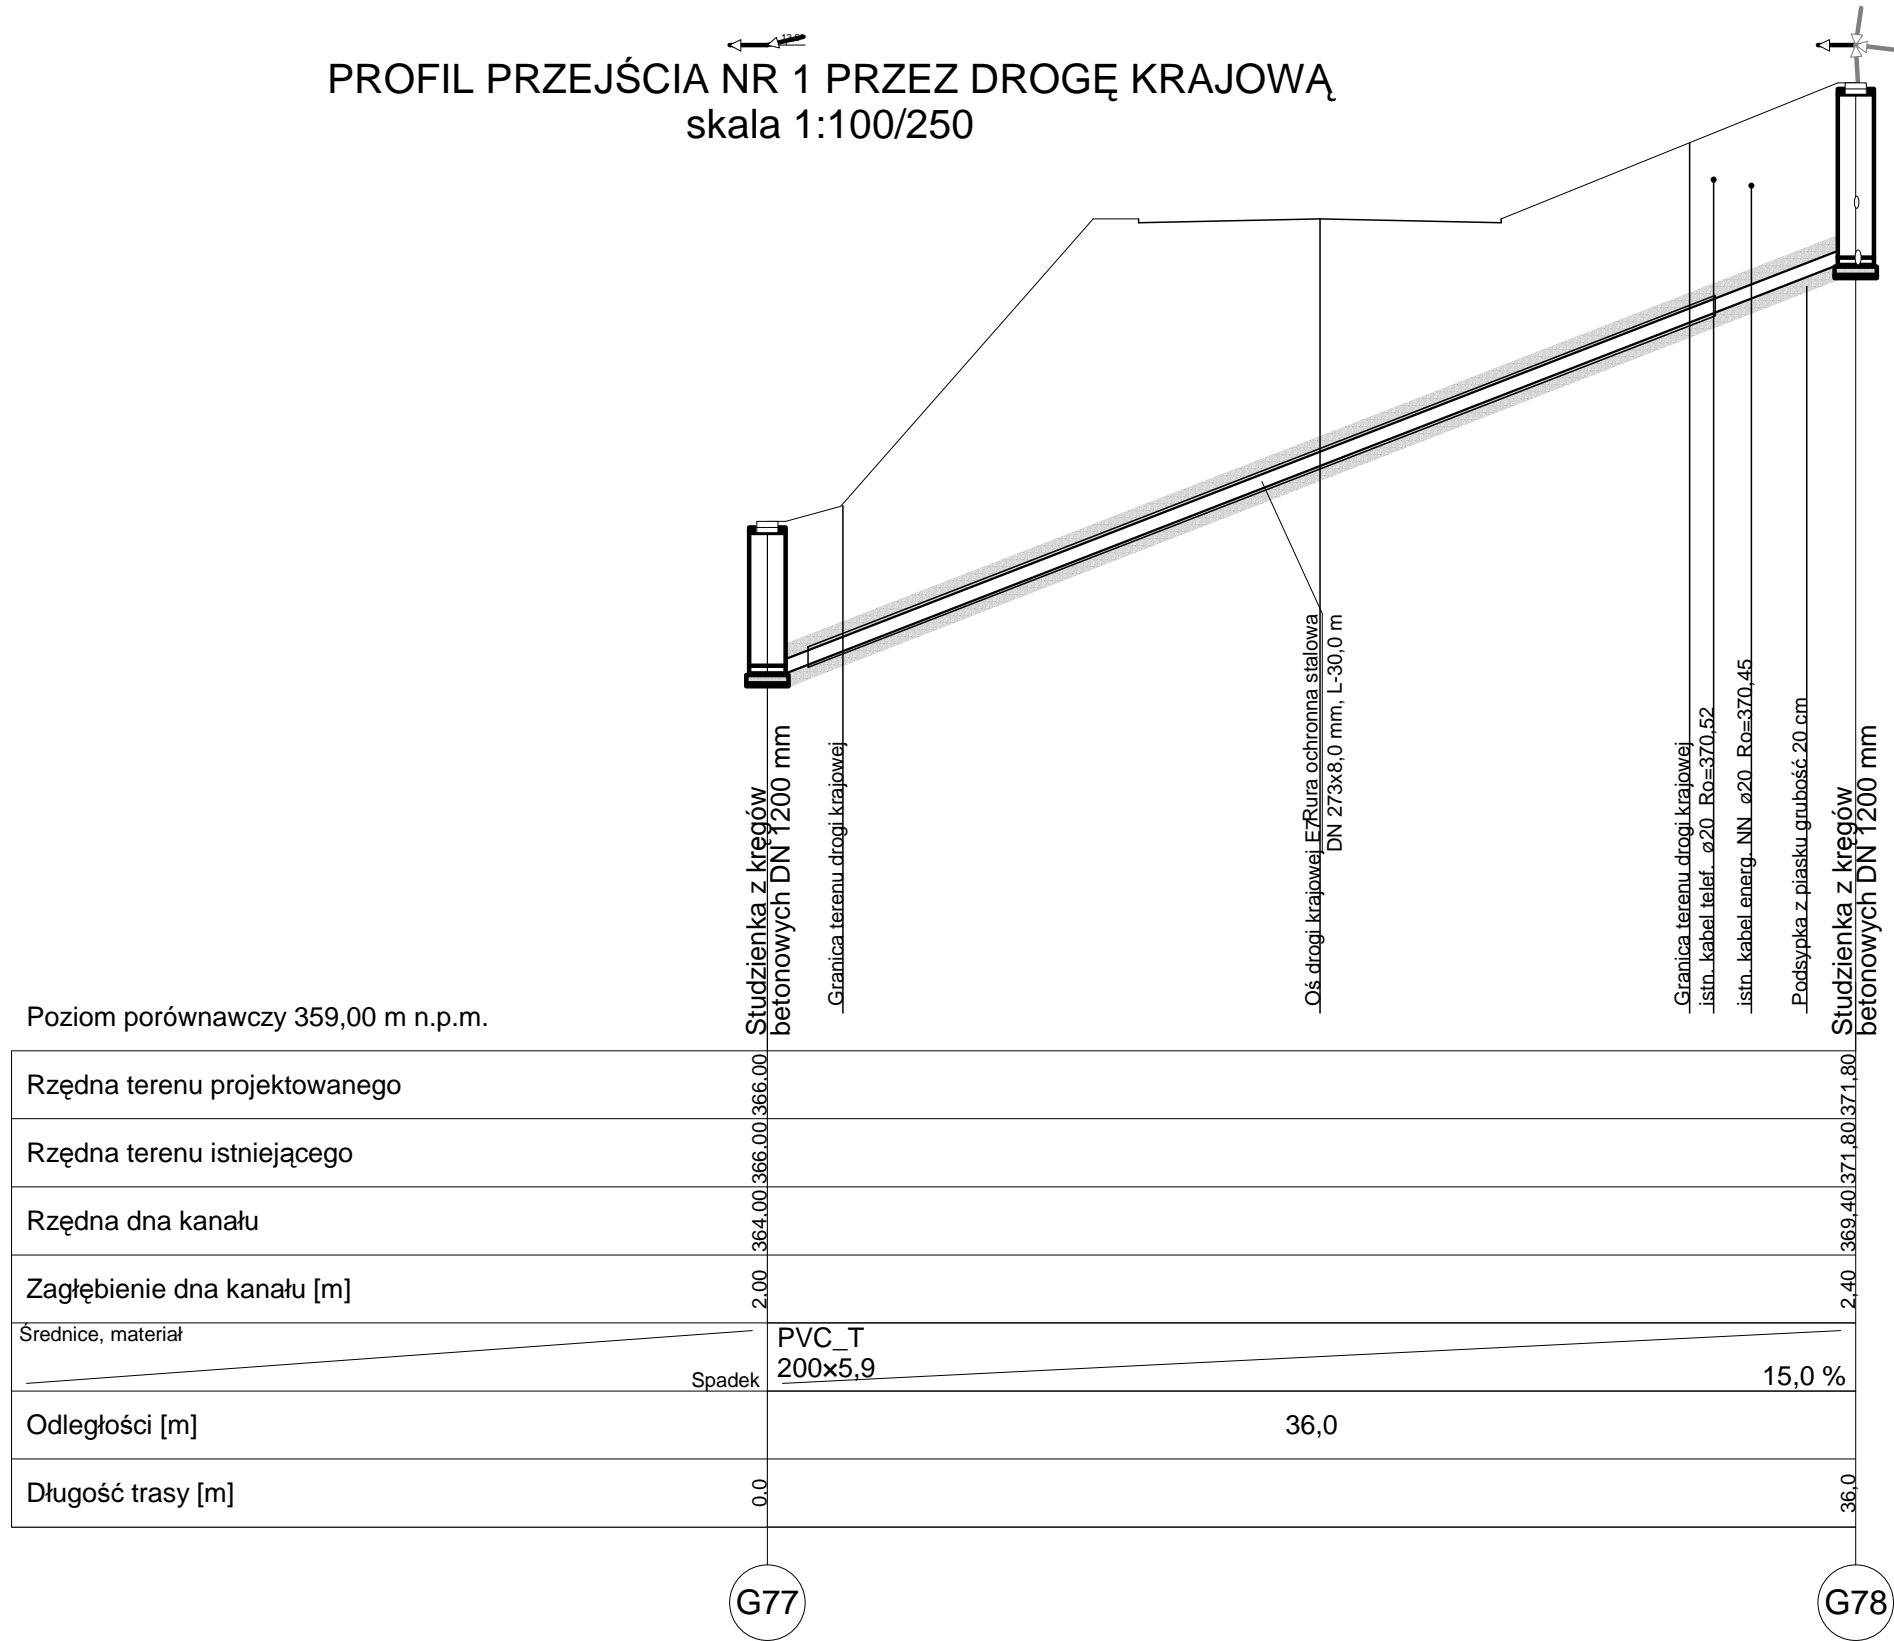 PROFIL PRZEJŚCIA NR 1 PRZEZ DROGĘ KRAJOWĄ
skala 1:100/250
Studzienka z kręgów
betonowych DN 1200 mm
Granica terenu drogi krajowej
Oś drogi krajowej E7
Rura ochronna stalowa
DN 273x8,0 mm, L-30,0 m
Granica terenu drogi krajowej
istn. kabel telef. ø20 Ro=370,52
istn. kabel energ. NN ø20 Ro=370,45
Podsypka z piasku grubość 20 cm
Studzienka z kręgów
betonowych DN 1200 mm
Poziom porównawczy 359,00 m n.p.m.
Rzędna terenu projektowanego 366.00 371,80
Rzędna terenu istniejącego 366.00 371,80
Rzędna dna kanału 364.00 369,40
Zagłębienie dna kanału [m] 2.00 2,40
Średnice, materiał PVC_T
200×5,9
Spadek 15,0 %
Odległości [m] 36,0
Długość trasy [m] 0.0 36,0
G77 G78